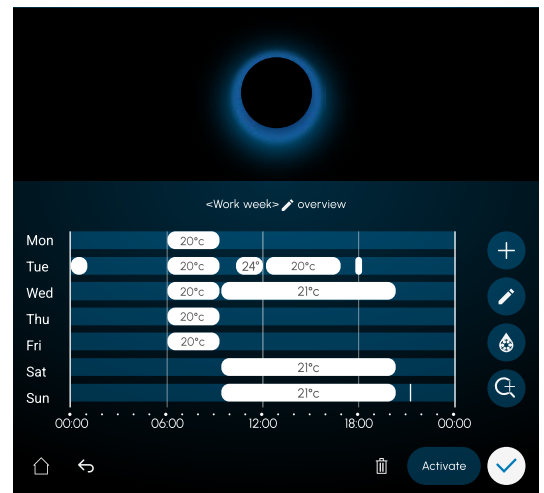 <Work week> overview
Mon 20°c
Tue 20°c 24° 20°c
Wed 20°c 21°c
Thu 20°c
Fri 20°c
Sat 21°c
Sun 21°c
00:00 06:00 12:00 18:00 00:00
Activate